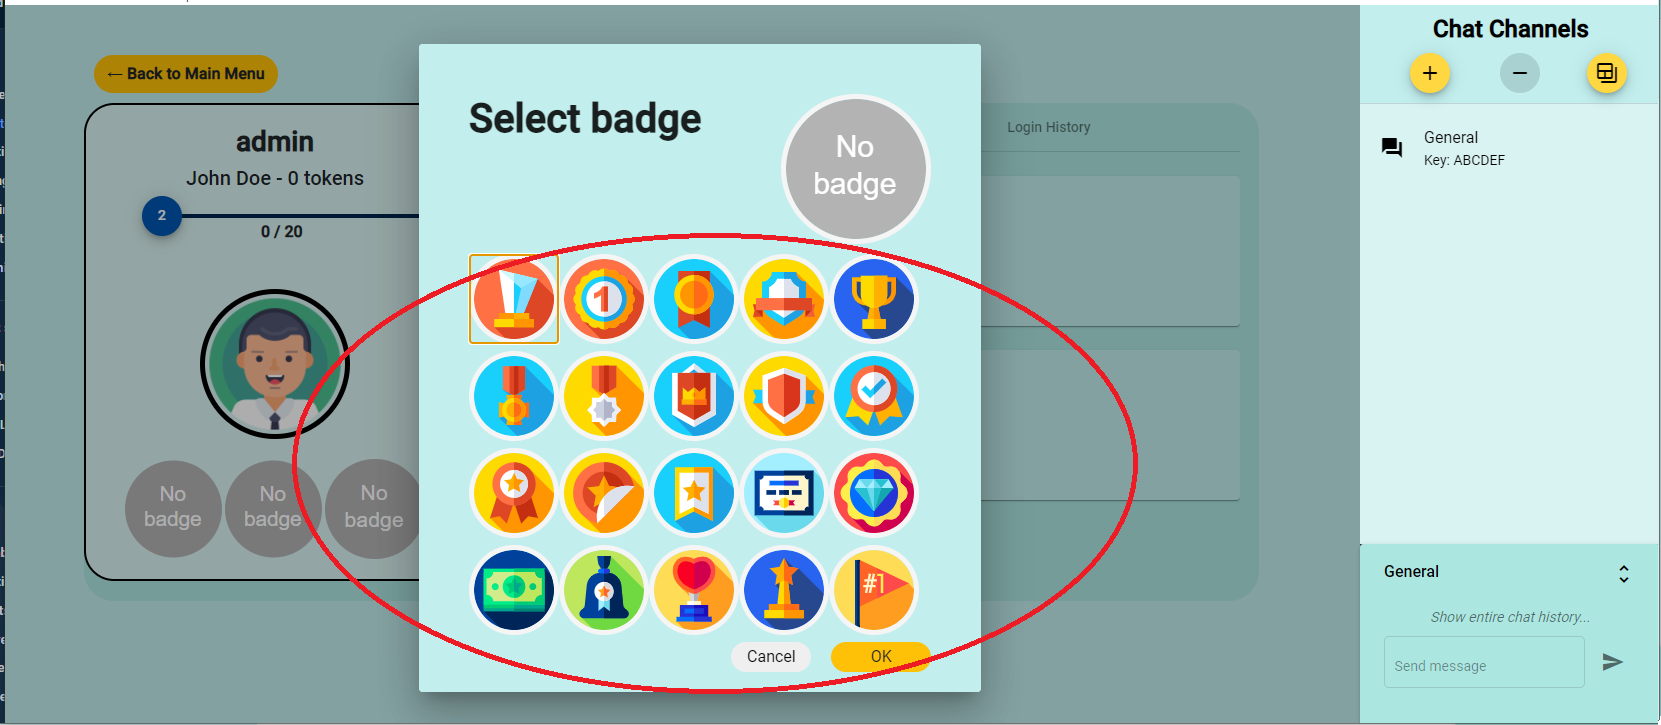 ← Back to Main Menu
admin
John Doe - 0 tokens
2
0 / 20
No
badge
No
badge
No
badge
Select badge
No
badge
1
#1
Cancel
OK
Login History
Chat Channels
General
Key: ABCDEF
General
Show entire chat history...
Send message